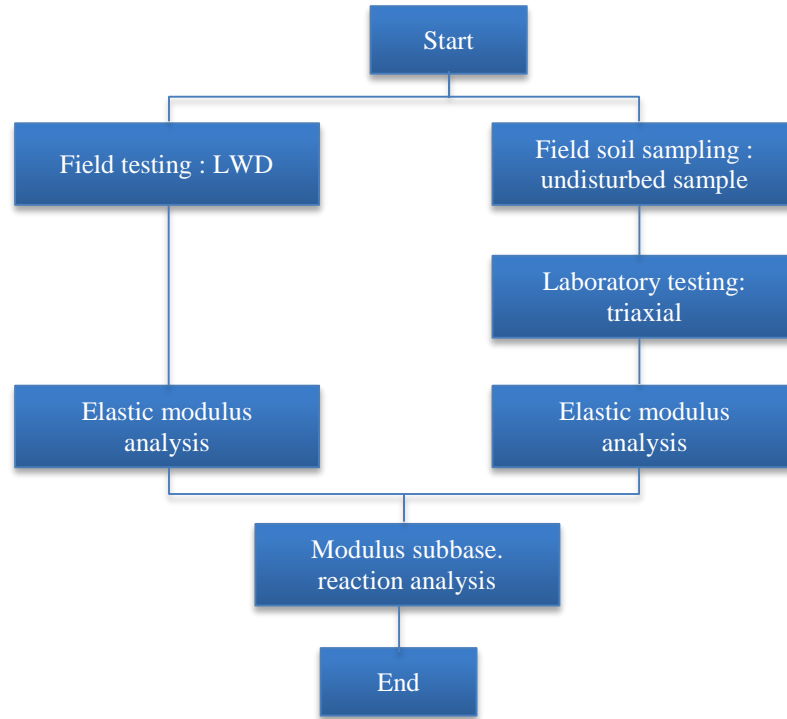 Start
Field testing : LWD
Field soil sampling :
undisturbed sample
Laboratory testing:
triaxial
Elastic modulus
analysis
Elastic modulus
analysis
Modulus subbase.
reaction analysis
End